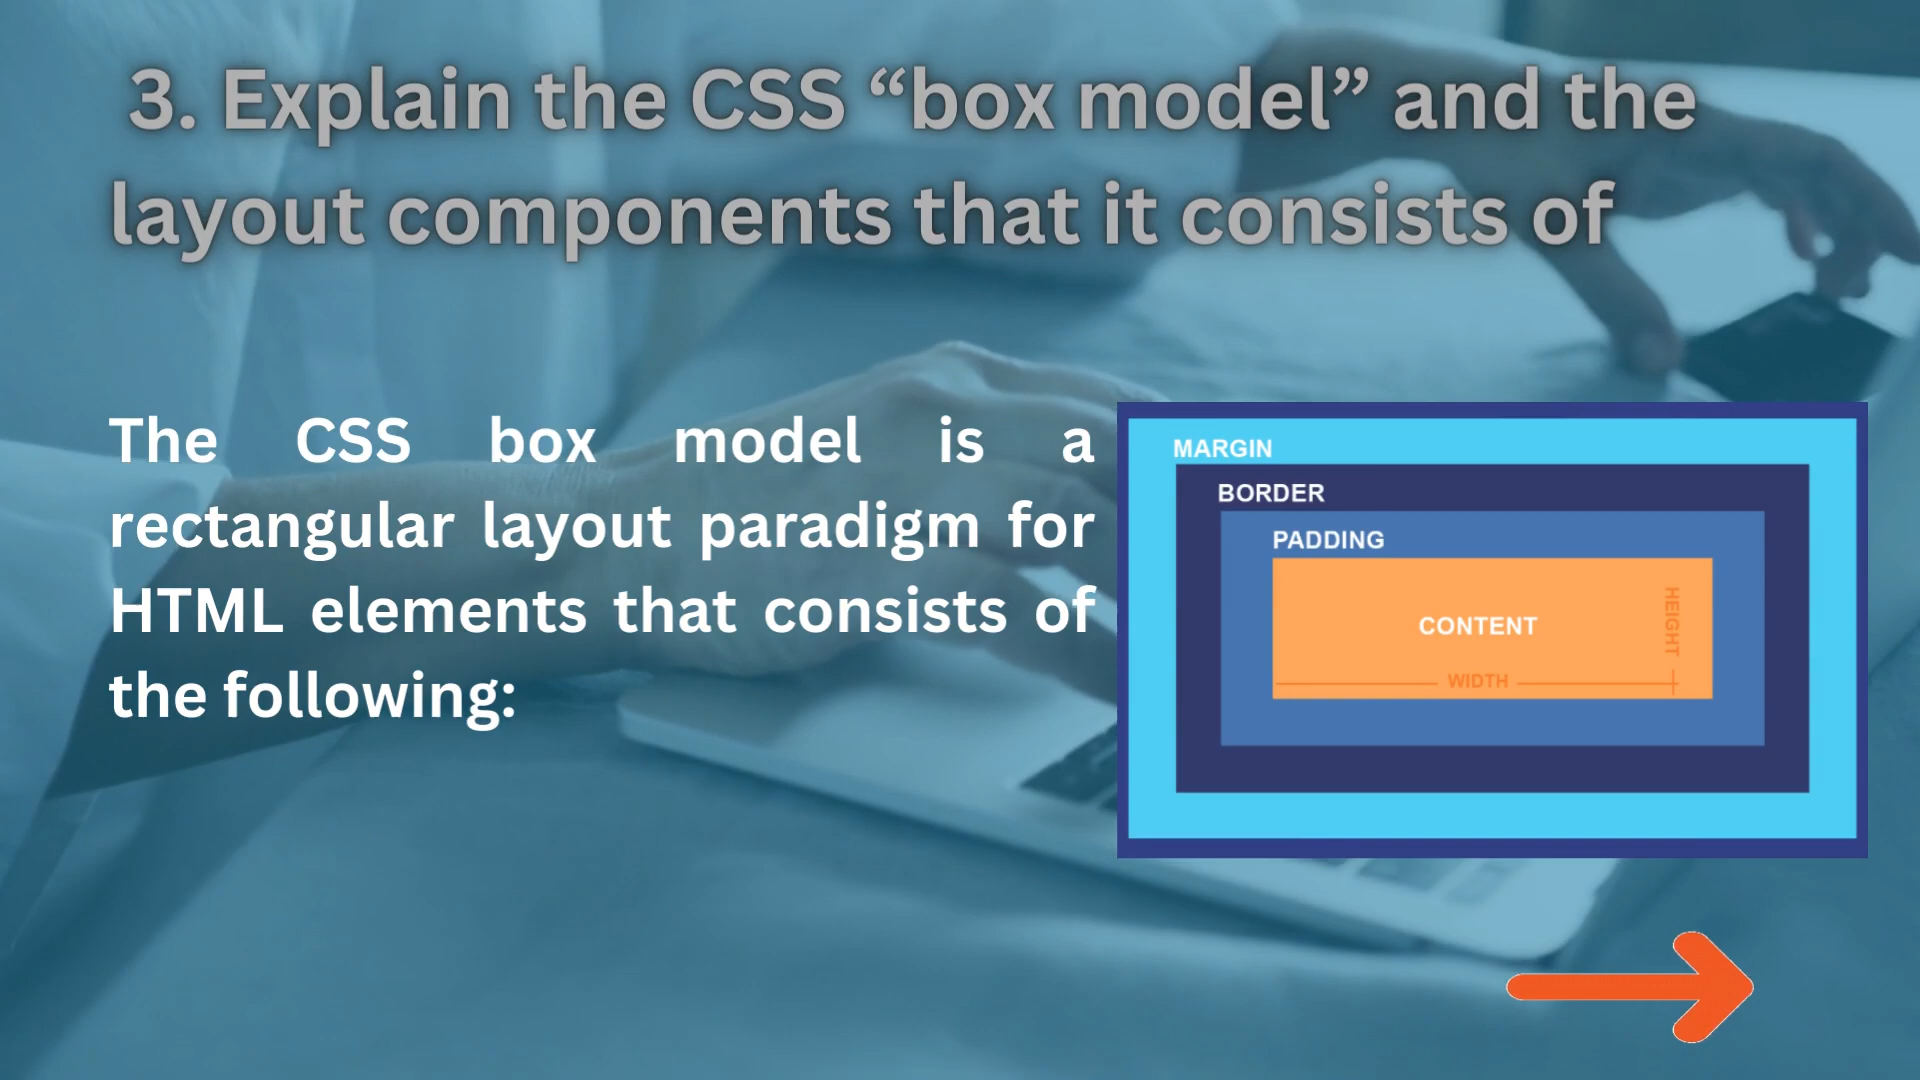 3. Explain the CSS “box model” and the
layout components that it consists of
The CSS box model is a
rectangular layout paradigm for
HTML elements that consists of
the following:
MARGIN
BORDER
PADDING
CONTENT
HEIGHT
WIDTH